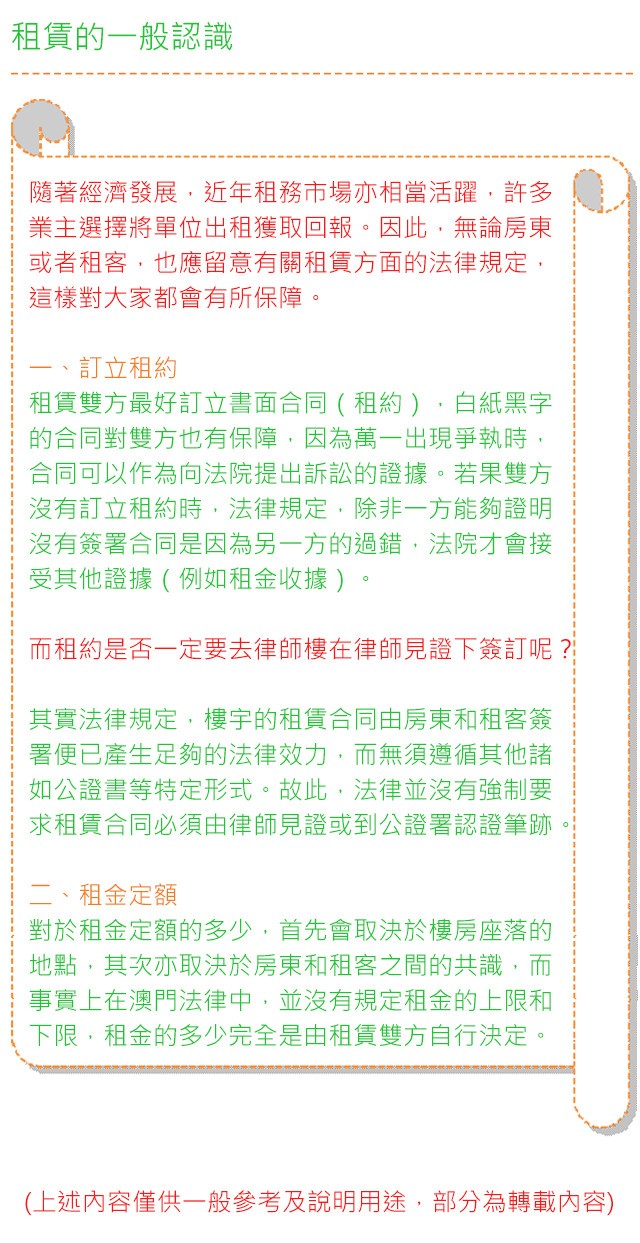 租賃的一般認識
隨著經濟發展，近年租務市場亦相當活躍，許多
業主選擇將單位出租獲取回報。因此，無論房東
或者租客，也應留意有關租賃方面的法律規定，
這樣對大家都會有所保障。
一、訂立租約
租賃雙方最好訂立書面合同（租約），白紙黑字
的合同對雙方也有保障，因為萬一出現爭執時，
合同可以作為向法院提出訴訟的證據。若果雙方
沒有訂立租約時，法律規定，除非一方能夠證明
沒有簽署合同是因為另一方的過錯，法院才會接
受其他證據（例如租金收據）。
而租約是否一定要去律師樓在律師見證下簽訂呢？
其實法律規定，樓宇的租賃合同由房東和租客簽
署便已產生足夠的法律效力，而無須遵循其他諸
如公證書等特定形式。故此，法律並沒有強制要
求租賃合同必須由律師見證或到公證署認證筆跡。
二、租金定額
對於租金定額的多少，首先會取決於樓房座落的
地點，其次亦取決於房東和租客之間的共識，而
事實上在澳門法律中，並沒有規定租金的上限和
下限，租金的多少完全是由租賃雙方自行決定。
(上述內容僅供一般參考及說明用途，部分為轉載內容)